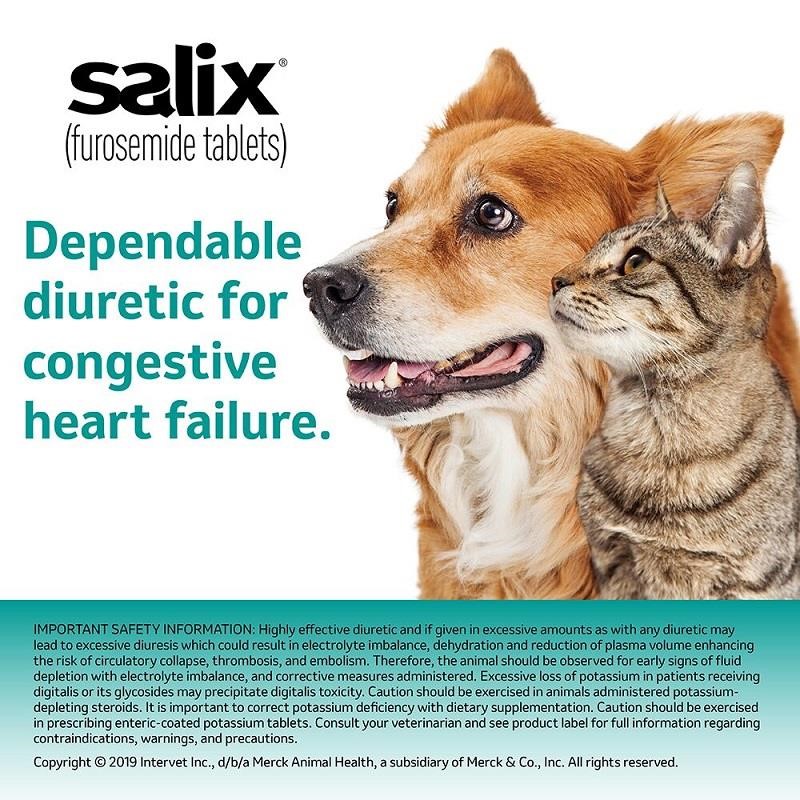 salix®
(furosemide tablets)
Dependable
diuretic for
congestive
heart failure.
IMPORTANT SAFETY INFORMATION: Highly effective diuretic and if given in excessive amounts as with any diuretic may
lead to excessive diuresis which could result in electrolyte imbalance, dehydration and reduction of plasma volume enhancing
the risk of circulatory collapse, thrombosis, and embolism. Therefore, the animal should be observed for early signs of fluid
depletion with electrolyte imbalance, and corrective measures administered. Excessive loss of potassium in patients receiving
digitalis or its glycosides may precipitate digitalis toxicity. Caution should be exercised in animals administered potassium-
depleting steroids. It is important to correct potassium deficiency with dietary supplementation. Caution should be exercised
in prescribing enteric-coated potassium tablets. Consult your veterinarian and see product label for full information regarding
contraindications, warnings, and precautions.
Copyright © 2019 Intervet Inc., d/b/a Merck Animal Health, a subsidiary of Merck & Co., Inc. All rights reserved.